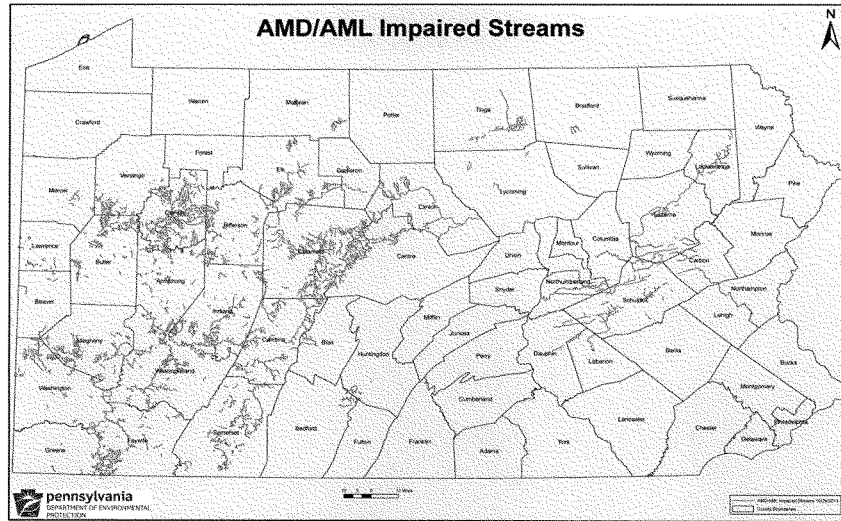 AMD/AML Impaired Streams
N
Erie
Crawford
Warren
McKean
Potter
Tioga
Bradford
Susquehanna
Wayne
Forest
Elk
Cameron
Mercer
Venango
Clarion
Jefferson
Clearfield
Clinton
Lycoming
Sullivan
Wyoming
Lackawanna
Pike
Lawrence
Butler
Armstrong
Centre
Union
Montour
Columbia
Luzerne
Monroe
Carbon
Beaver
Indiana
Snyder
Northumberland
Schuylkill
Northampton
Allegheny
Cambria
Blair
Huntingdon
Mifflin
Juniata
Perry
Dauphin
Lebanon
Berks
Lehigh
Bucks
Washington
Westmoreland
Cumberland
Montgomery
Philadelphia
Greene
Fayette
Somerset
Bedford
Fulton
Franklin
Adams
York
Lancaster
Chester
Delaware
pennsylvania
DEPARTMENT OF ENVIRONMENTAL
PROTECTION
AMD/AML Impaired Streams
County Boundaries